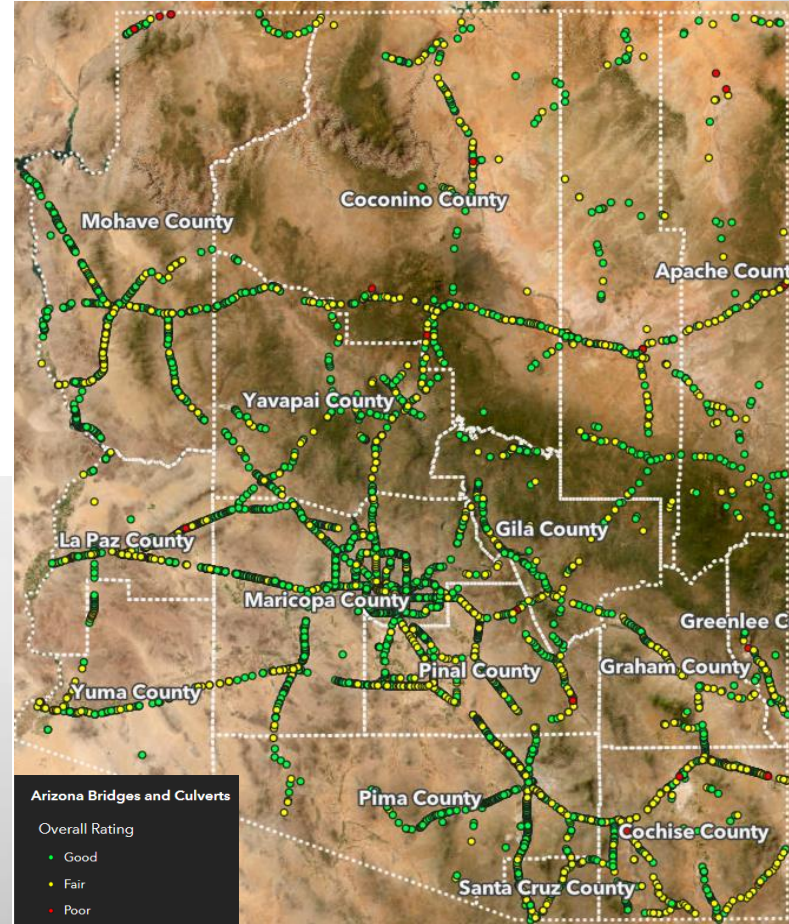 Coconino County
Mohave County
Apache Count
Yavapai County
Gila County
La Paz County
Maricopa County
Greenlee C
Pinal County
Graham County
Yuma County
Pima County
Cochise County
Santa Cruz County
Arizona Bridges and Culverts
Overall Rating
Good
Fair
Poor